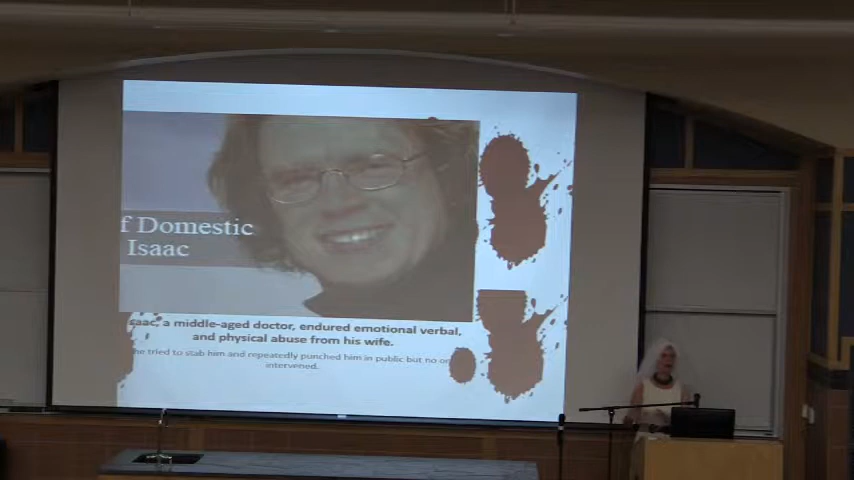 f Domestic
Isaac
saac, a middle-aged doctor, endured emotional verbal,
and physical abuse from his wife.
he tried to stab him and repeatedly punched him in public but no on
intervened.